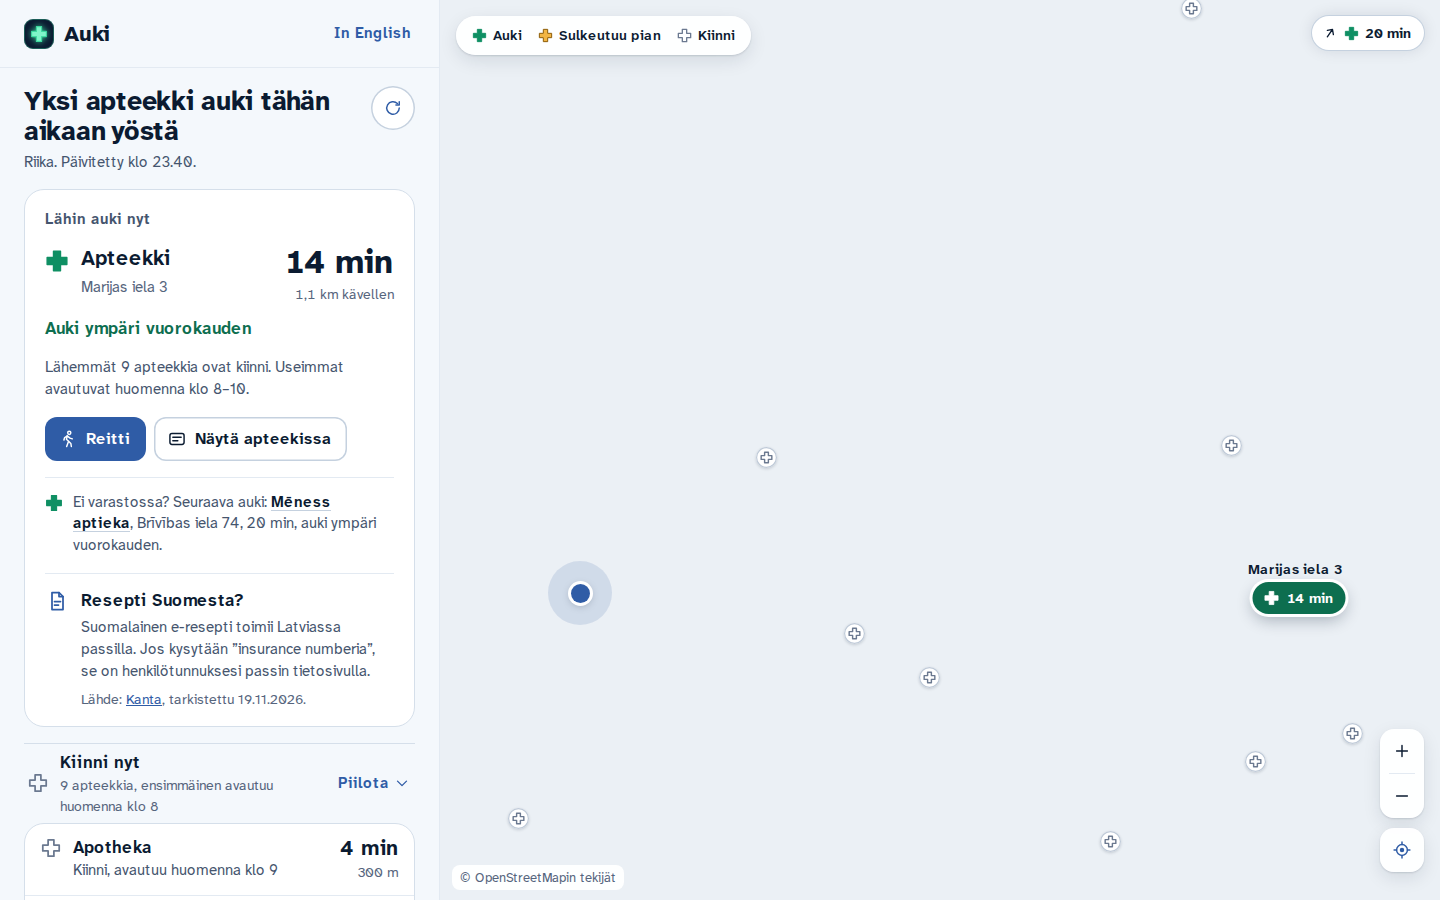 Auki
In English
Yksi apteekki auki tähän
aikaan yöstä
Riika. Päivitetty klo 23.40.
Lähin auki nyt
Apteekki
14 min
Marijas iela 3
1,1 km kävellen
Auki ympäri vuorokauden
Lähemmät 9 apteekkia ovat kiinni. Useimmat
avautuvat huomenna klo 8–10.
Reitti
Näytä apteekissa
Ei varastossa? Seuraava auki: Mēness
aptieka, Brīvības iela 74, 20 min, auki ympäri
vuorokauden.
Resepti Suomesta?
Suomalainen e-resepti toimii Latviassa
passilla. Jos kysytään ”insurance numberia”,
se on henkilötunnuksesi passin tietosivulla.
Lähde: Kanta, tarkistettu 19.11.2026.
Kiinni nyt
9 apteekkia, ensimmäinen avautuu
huomenna klo 8
Piilota
Apotheka
4 min
Kiinni, avautuu huomenna klo 9
300 m
Auki
Sulkeutuu pian
Kiinni
20 min
Marijas iela 3
14 min
+
−
© OpenStreetMapin tekijät